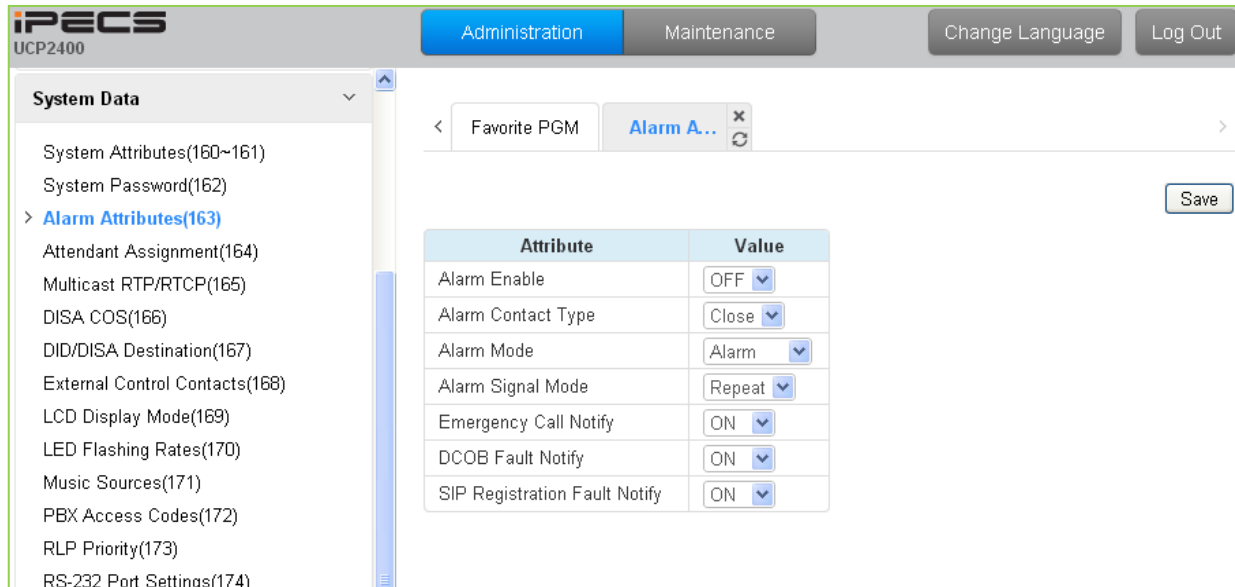 iPECS
UCP2400
Administration
Maintenance
Change Language
Log Out
System Data
System Attributes(160~161)
System Password(162)
> Alarm Attributes(163)
Attendant Assignment(164)
Multicast RTP/RTCP(165)
DISA COS(166)
DID/DISA Destination(167)
External Control Contacts(168)
LCD Display Mode(169)
LED Flashing Rates(170)
Music Sources(171)
PBX Access Codes(172)
RLP Priority(173)
RS-232 Port Settings(174)
Favorite PGM
Alarm A...
Save
Attribute Value
Alarm Enable OFF
Alarm Contact Type Close
Alarm Mode Alarm
Alarm Signal Mode Repeat
Emergency Call Notify ON
DCOB Fault Notify ON
SIP Registration Fault Notify ON